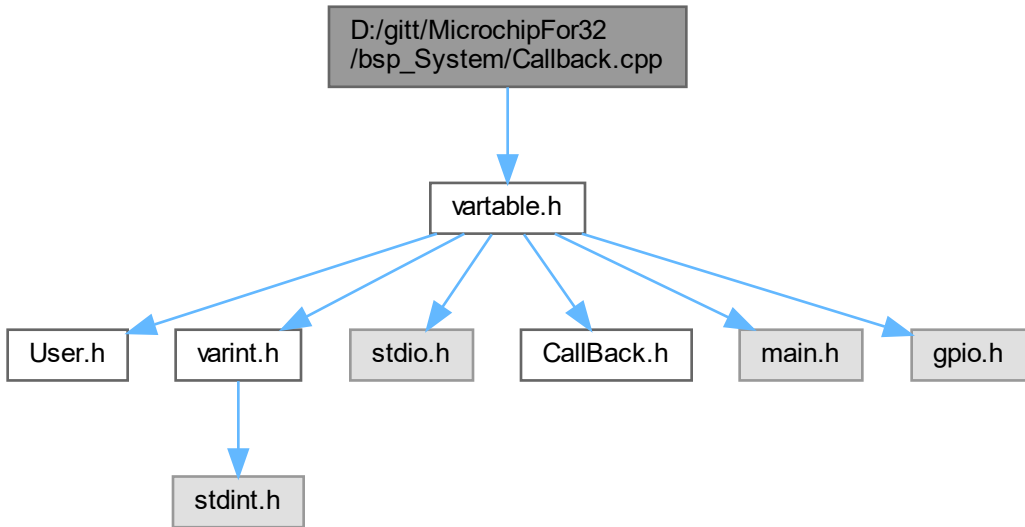 D:/gitt/MicrochipFor32
/bsp_System/Callback.cpp
vartable.h
User.h
varint.h
stdio.h
CallBack.h
main.h
gpio.h
stdint.h